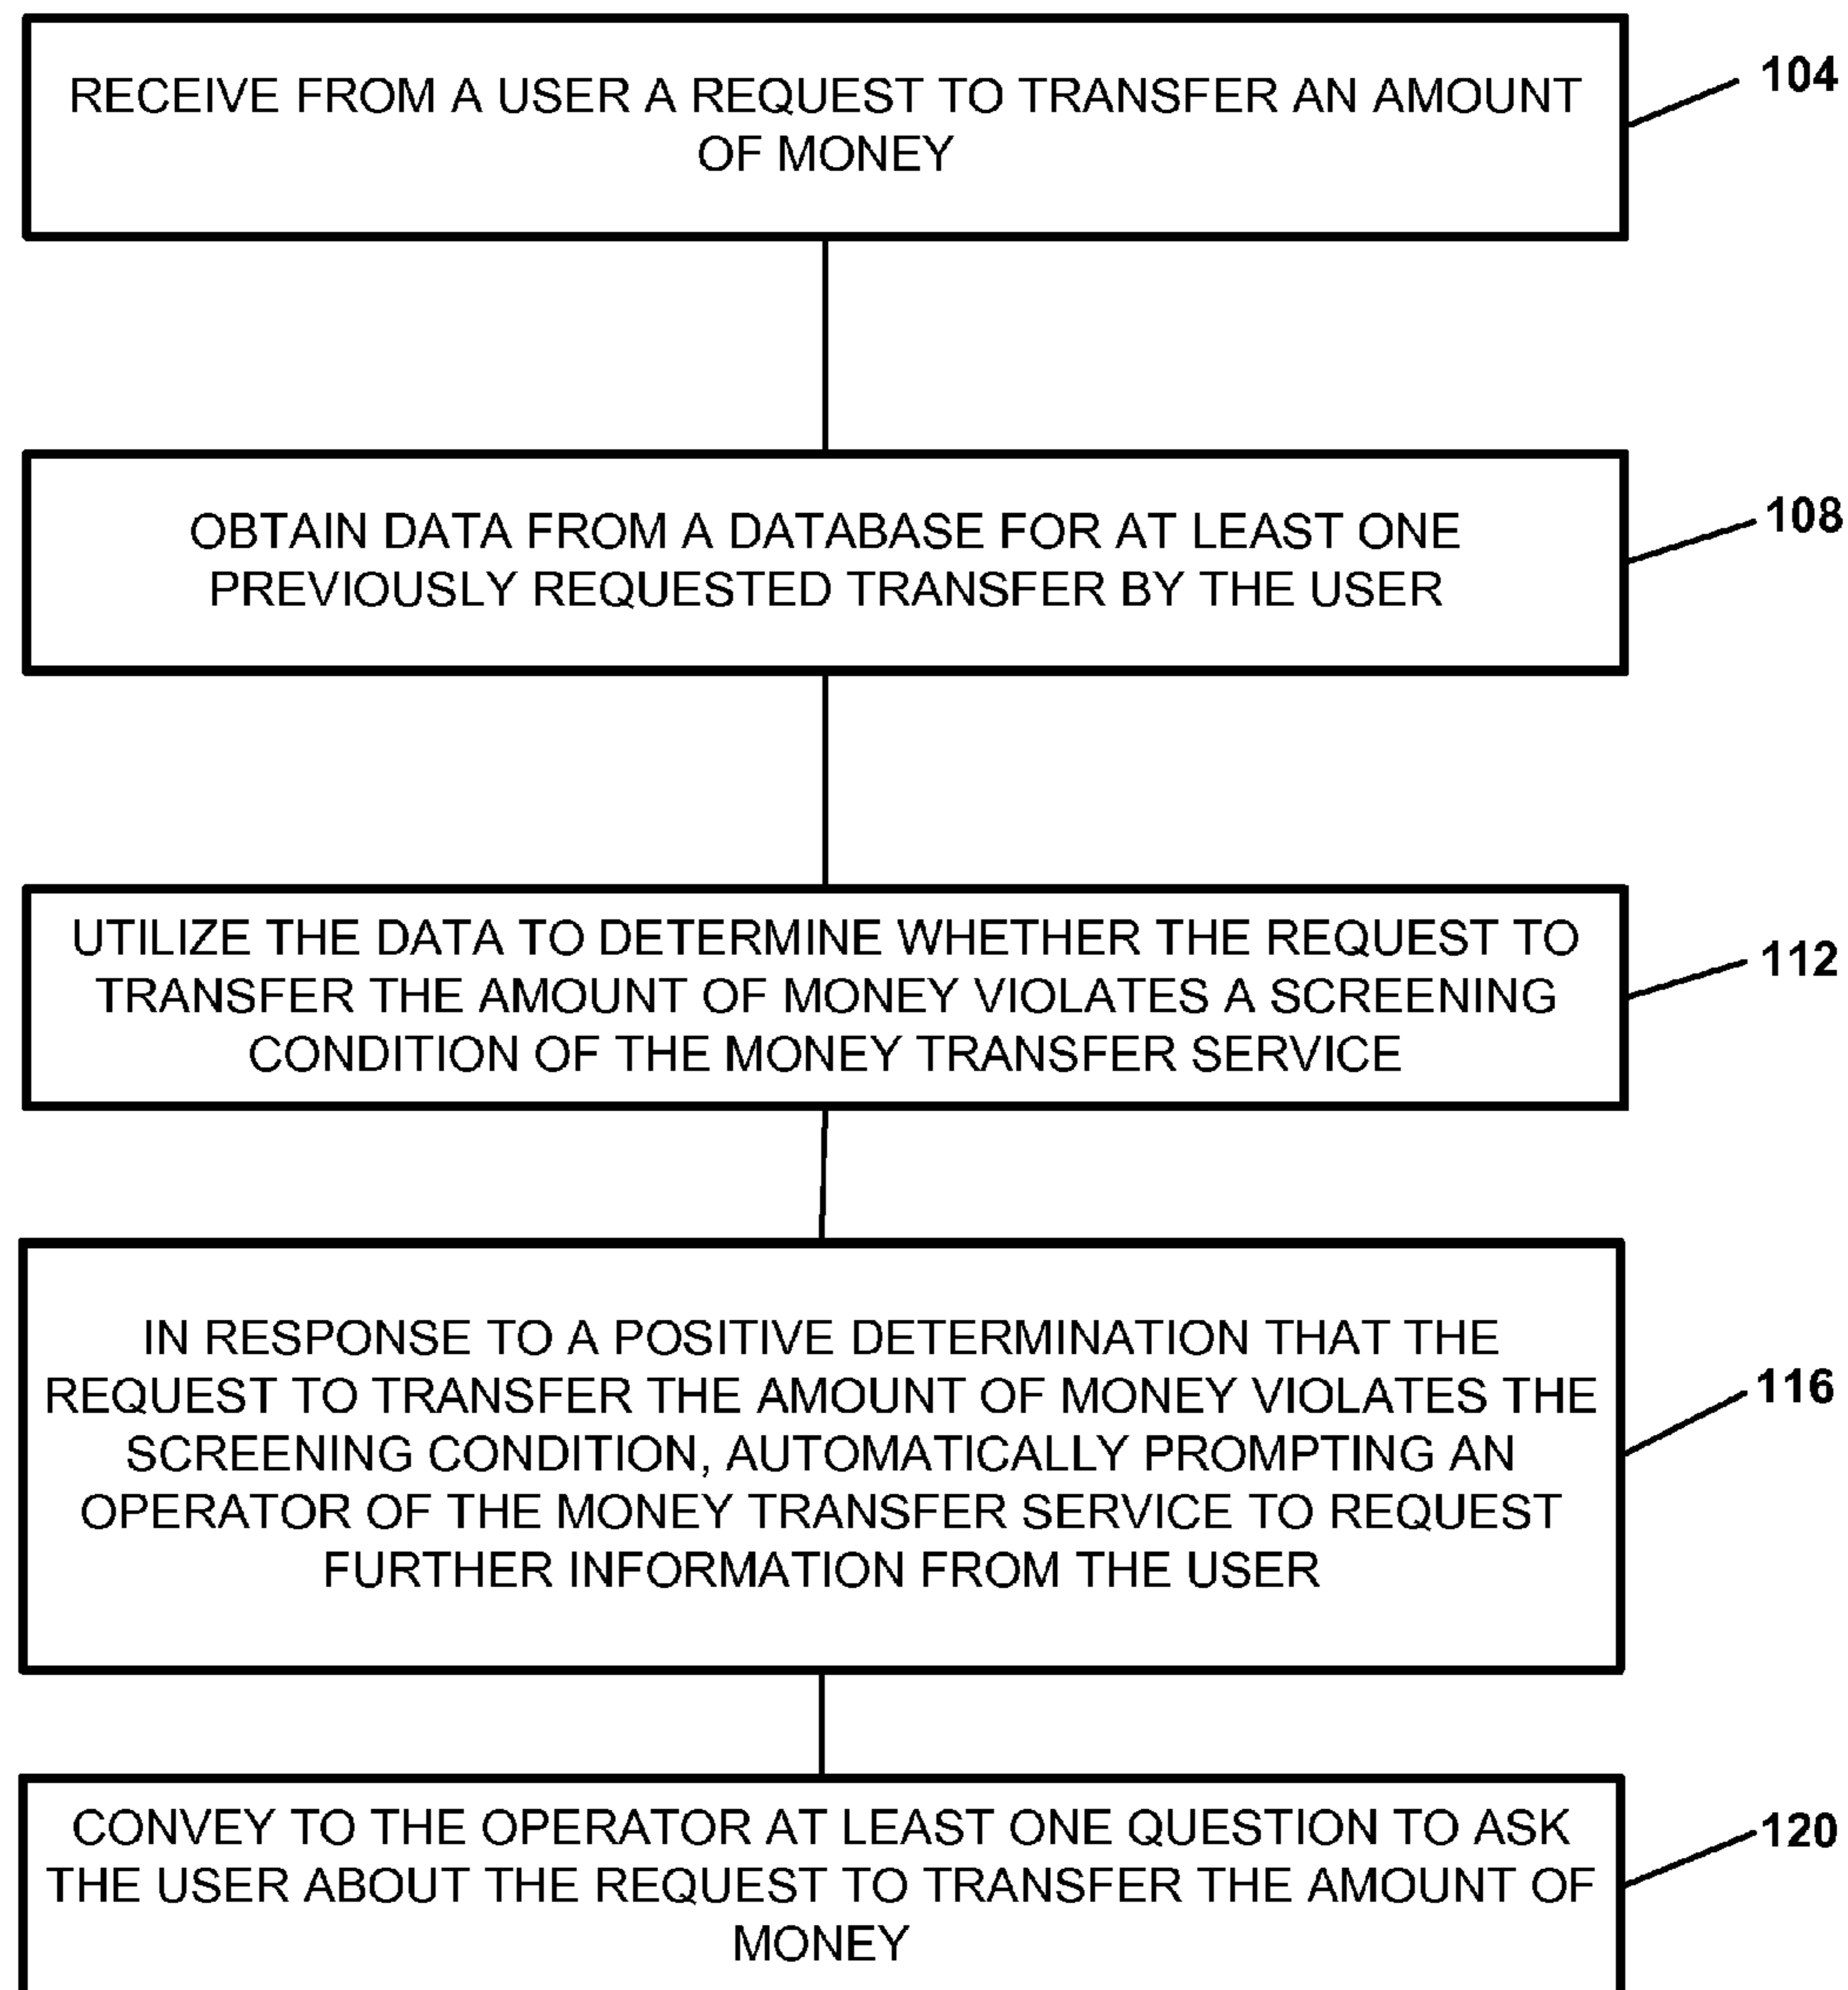 RECEIVE FROM A USER A REQUEST TO TRANSFER AN AMOUNT
OF MONEY
104
OBTAIN DATA FROM A DATABASE FOR AT LEAST ONE
PREVIOUSLY REQUESTED TRANSFER BY THE USER
108
UTILIZE THE DATA TO DETERMINE WHETHER THE REQUEST TO
TRANSFER THE AMOUNT OF MONEY VIOLATES A SCREENING
CONDITION OF THE MONEY TRANSFER SERVICE
112
IN RESPONSE TO A POSITIVE DETERMINATION THAT THE
REQUEST TO TRANSFER THE AMOUNT OF MONEY VIOLATES THE
SCREENING CONDITION, AUTOMATICALLY PROMPTING AN
OPERATOR OF THE MONEY TRANSFER SERVICE TO REQUEST
FURTHER INFORMATION FROM THE USER
116
CONVEY TO THE OPERATOR AT LEAST ONE QUESTION TO ASK
THE USER ABOUT THE REQUEST TO TRANSFER THE AMOUNT OF
MONEY
120